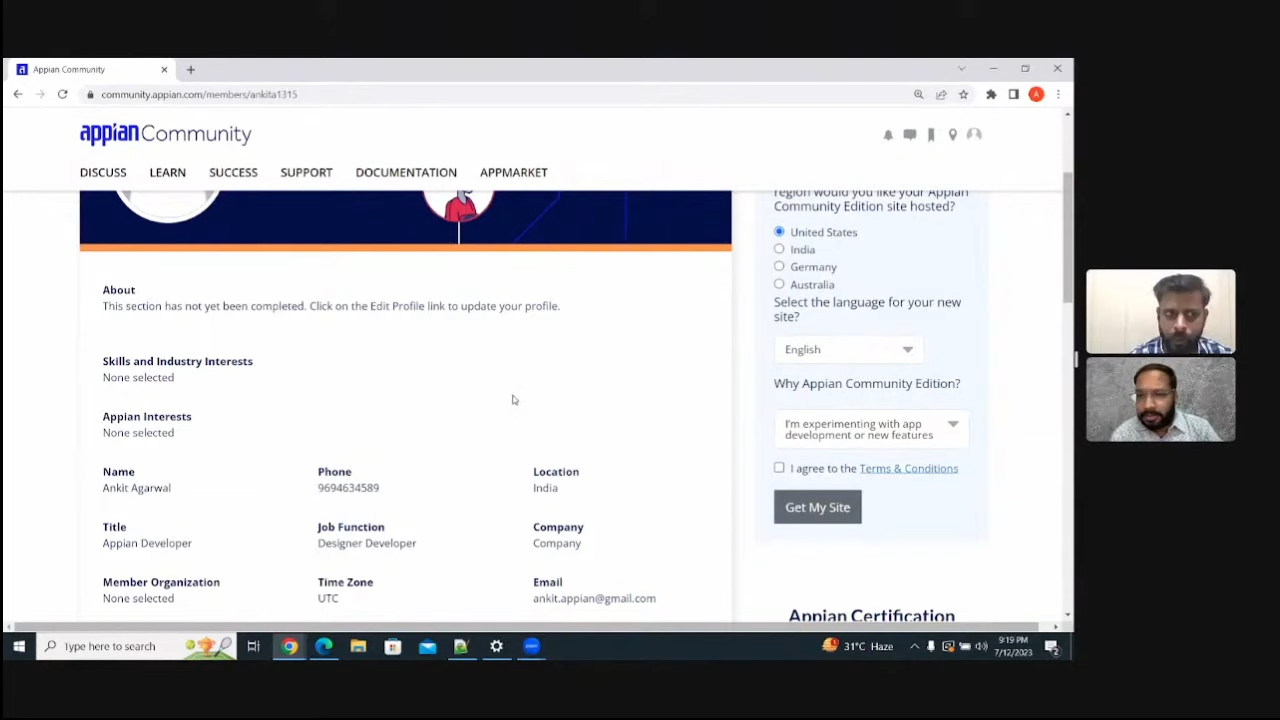 Appian Community
community.appian.com/members/ankita1315
A
appian Community
DISCUSS LEARN SUCCESS SUPPORT DOCUMENTATION APPMARKET
region would you like your Appian
Community Edition site hosted?
United States
India
Germany
Australia
Select the language for your new
site?
English
Why Appian Community Edition?
I'm experimenting with app
development or new features
I agree to the Terms & Conditions
Get My Site
Appian Certification
About
This section has not yet been completed. Click on the Edit Profile link to update your profile.
Skills and Industry Interests
None selected
Appian Interests
None selected
Name Phone Location
Ankit Agarwal 9694634589 India
Title Job Function Company
Appian Developer Designer Developer Company
Member Organization Time Zone Email
None selected UTC ankit.appian@gmail.com
Type here to search
31°C Haze
9:19 PM
7/12/2023
2